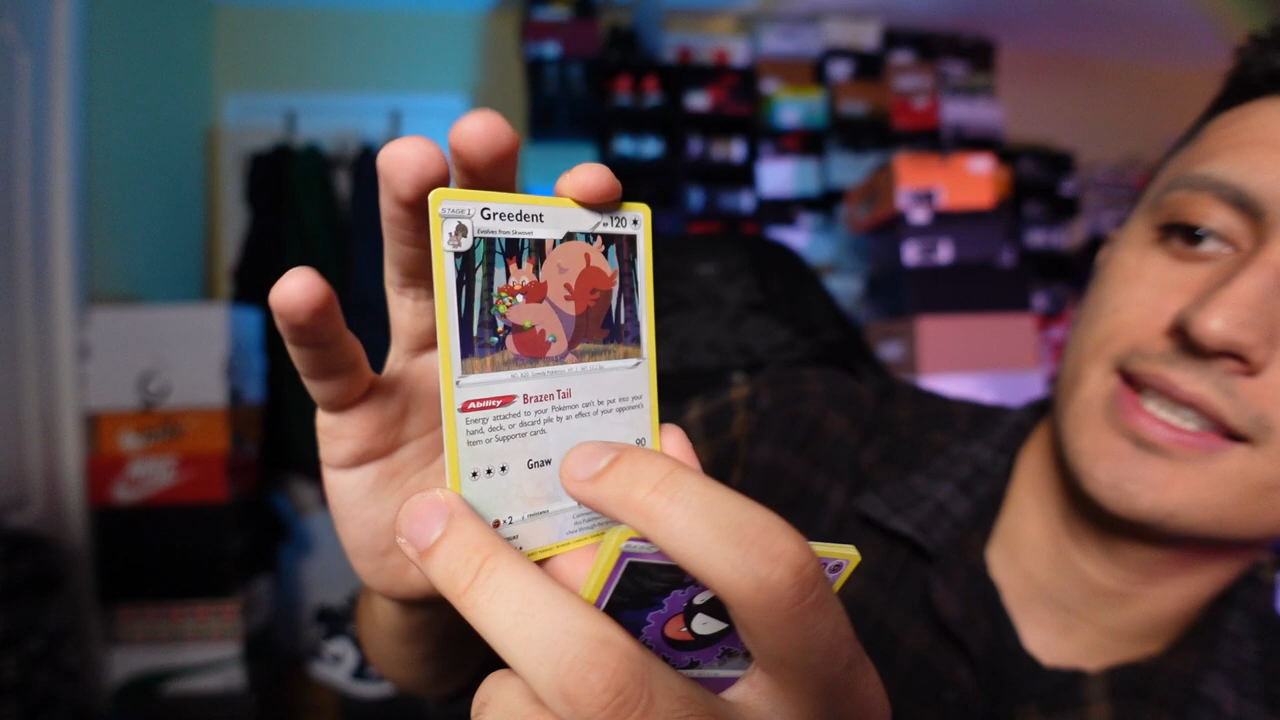 STAGE 1
Greedent
HP 120
Evolves from Skwovet
Ability Brazen Tail
Energy attached to your Pokémon can't be put into your
hand, deck, or discard pile by an effect of your opponent's
Item or Supporter cards.
Gnaw
90
×2
resistance